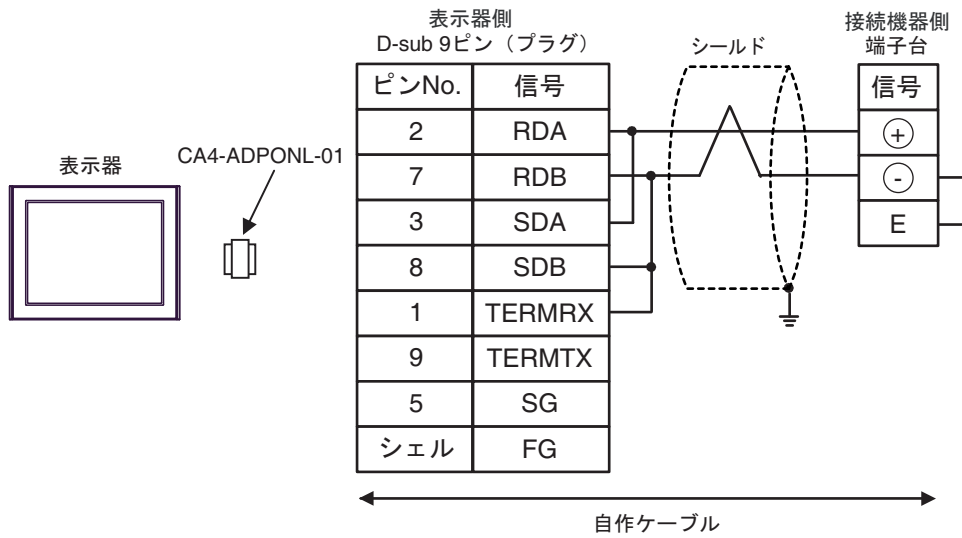 表示器側
D-sub 9ピン（プラグ）
シールド
接続機器側
端子台
ピンNo. 信号
信号
2 RDA
+
7 RDB
-
3 SDA
E
8 SDB
1 TERMRX
9 TERMTX
5 SG
シェル FG
表示器
CA4-ADPONL-01
自作ケーブル